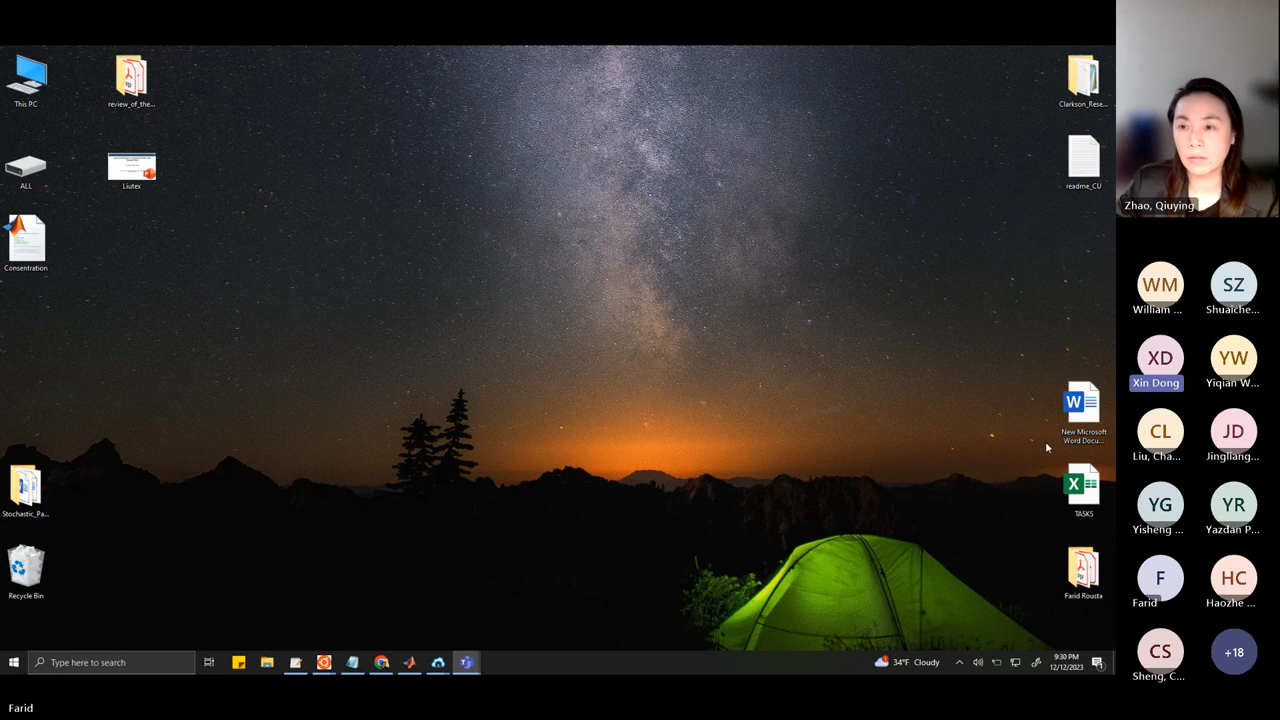 This PC
review_of_the...
ALL
Liutex
Consentration
Stochastic_Pa...
Recycle Bin
Clarkson_Rese...
readme_CU
New Microsoft
Word Docu...
TASKS
Farid Rousta
Type here to search
34°F Cloudy
9:30 PM
12/12/2023
Zhao, Qiuying
WM
William ...
SZ
Shuaiche...
XD
Xin Dong
YW
Yiqian W...
CL
Liu, Cha...
JD
Jingliang...
YG
Yisheng ...
YR
Yazdan P...
F
Farid
HC
Haozhe ...
CS
Sheng, C...
+18
Farid